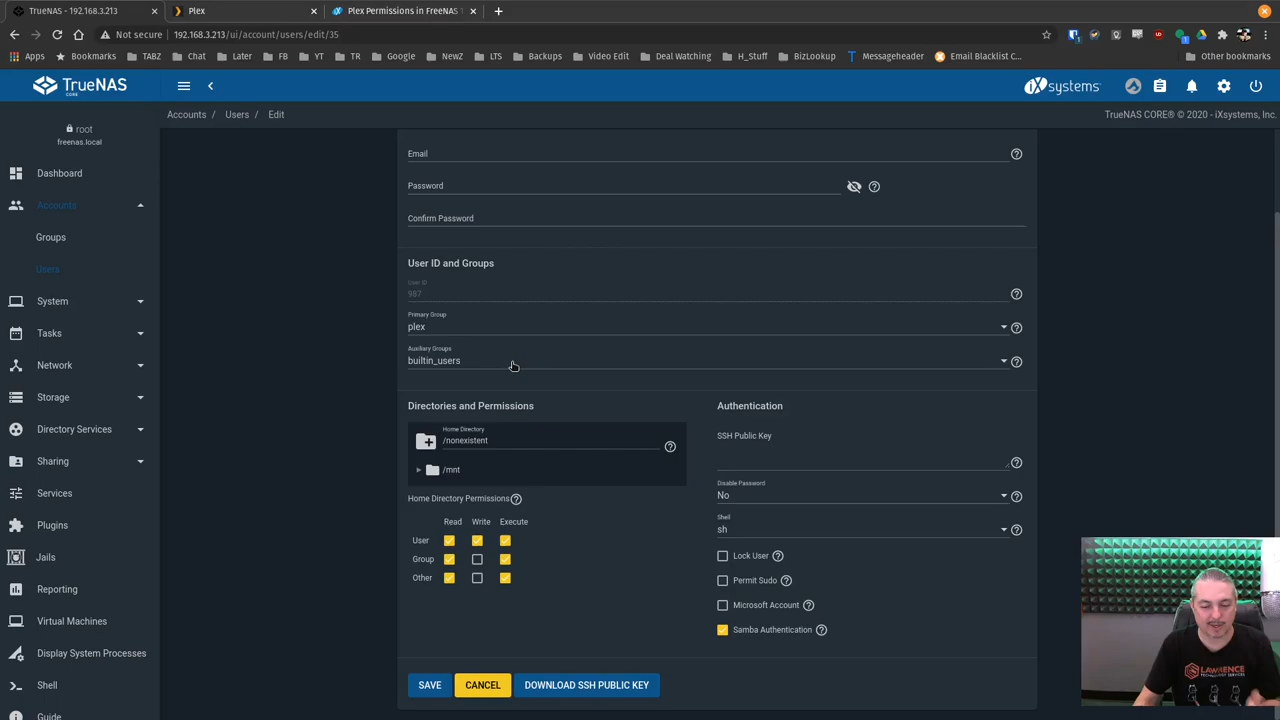 TrueNAS - 192.168.3.213
Plex
Plex Permissions in FreeNAS
Not secure
192.168.3.213/ui/account/users/edit/35
Apps
Bookmarks
TABZ
Chat
Later
FB
YT
TR
Google
NewZ
LTS
Backups
Video Edit
Deal Watching
H_Stuff
BizLookup
Messageheader
Email Blacklist C...
Other bookmarks
TrueNAS
CORE
iXsystems
root
freenas.local
Accounts / Users / Edit
TrueNAS CORE® © 2020 - iXsystems, Inc.
Dashboard
Accounts
Groups
Users
System
Tasks
Network
Storage
Directory Services
Sharing
Services
Plugins
Jails
Reporting
Virtual Machines
Display System Processes
Shell
Guide
Email
Password
Confirm Password
User ID and Groups
User ID
987
Primary Group
plex
Auxiliary Groups
builtin_users
Directories and Permissions
Home Directory
/nonexistent
/mnt
Home Directory Permissions
Read Write Execute
User
Group
Other
Authentication
SSH Public Key
Disable Password
No
Shell
sh
Lock User
Permit Sudo
Microsoft Account
Samba Authentication
SAVE
CANCEL
DOWNLOAD SSH PUBLIC KEY
LAWRENCE